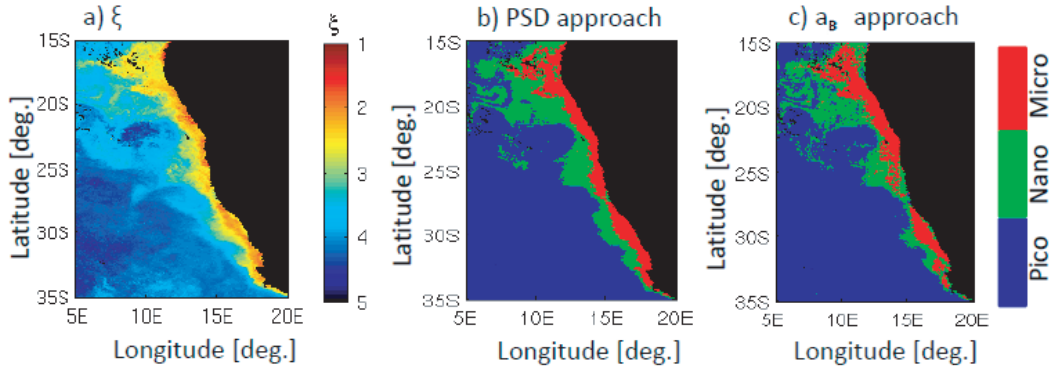 a) ξ
ξ
b) PSD approach
c) aB approach
15S
20S
25S
30S
35S
Latitude [deg.]
5E 10E 15E 20E
Longitude [deg.]
1
2
3
4
5
15S
20S
25S
30S
35S
Latitude [deg.]
5E 10E 15E 20E
Longitude [deg.]
15S
20S
25S
30S
35S
Latitude [deg.]
5E 10E 15E 20E
Longitude [deg.]
Micro
Nano
Pico